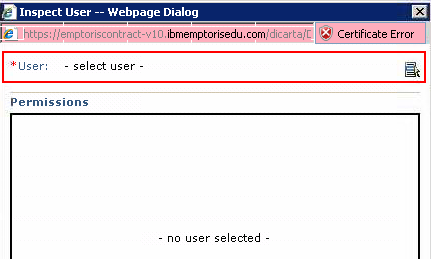 Inspect User -- Webpage Dialog
https://emptoriscontract-v10.ibmemptorisedu.com/dicarta/D Certificate Error
*User: - select user -
Permissions
- no user selected -